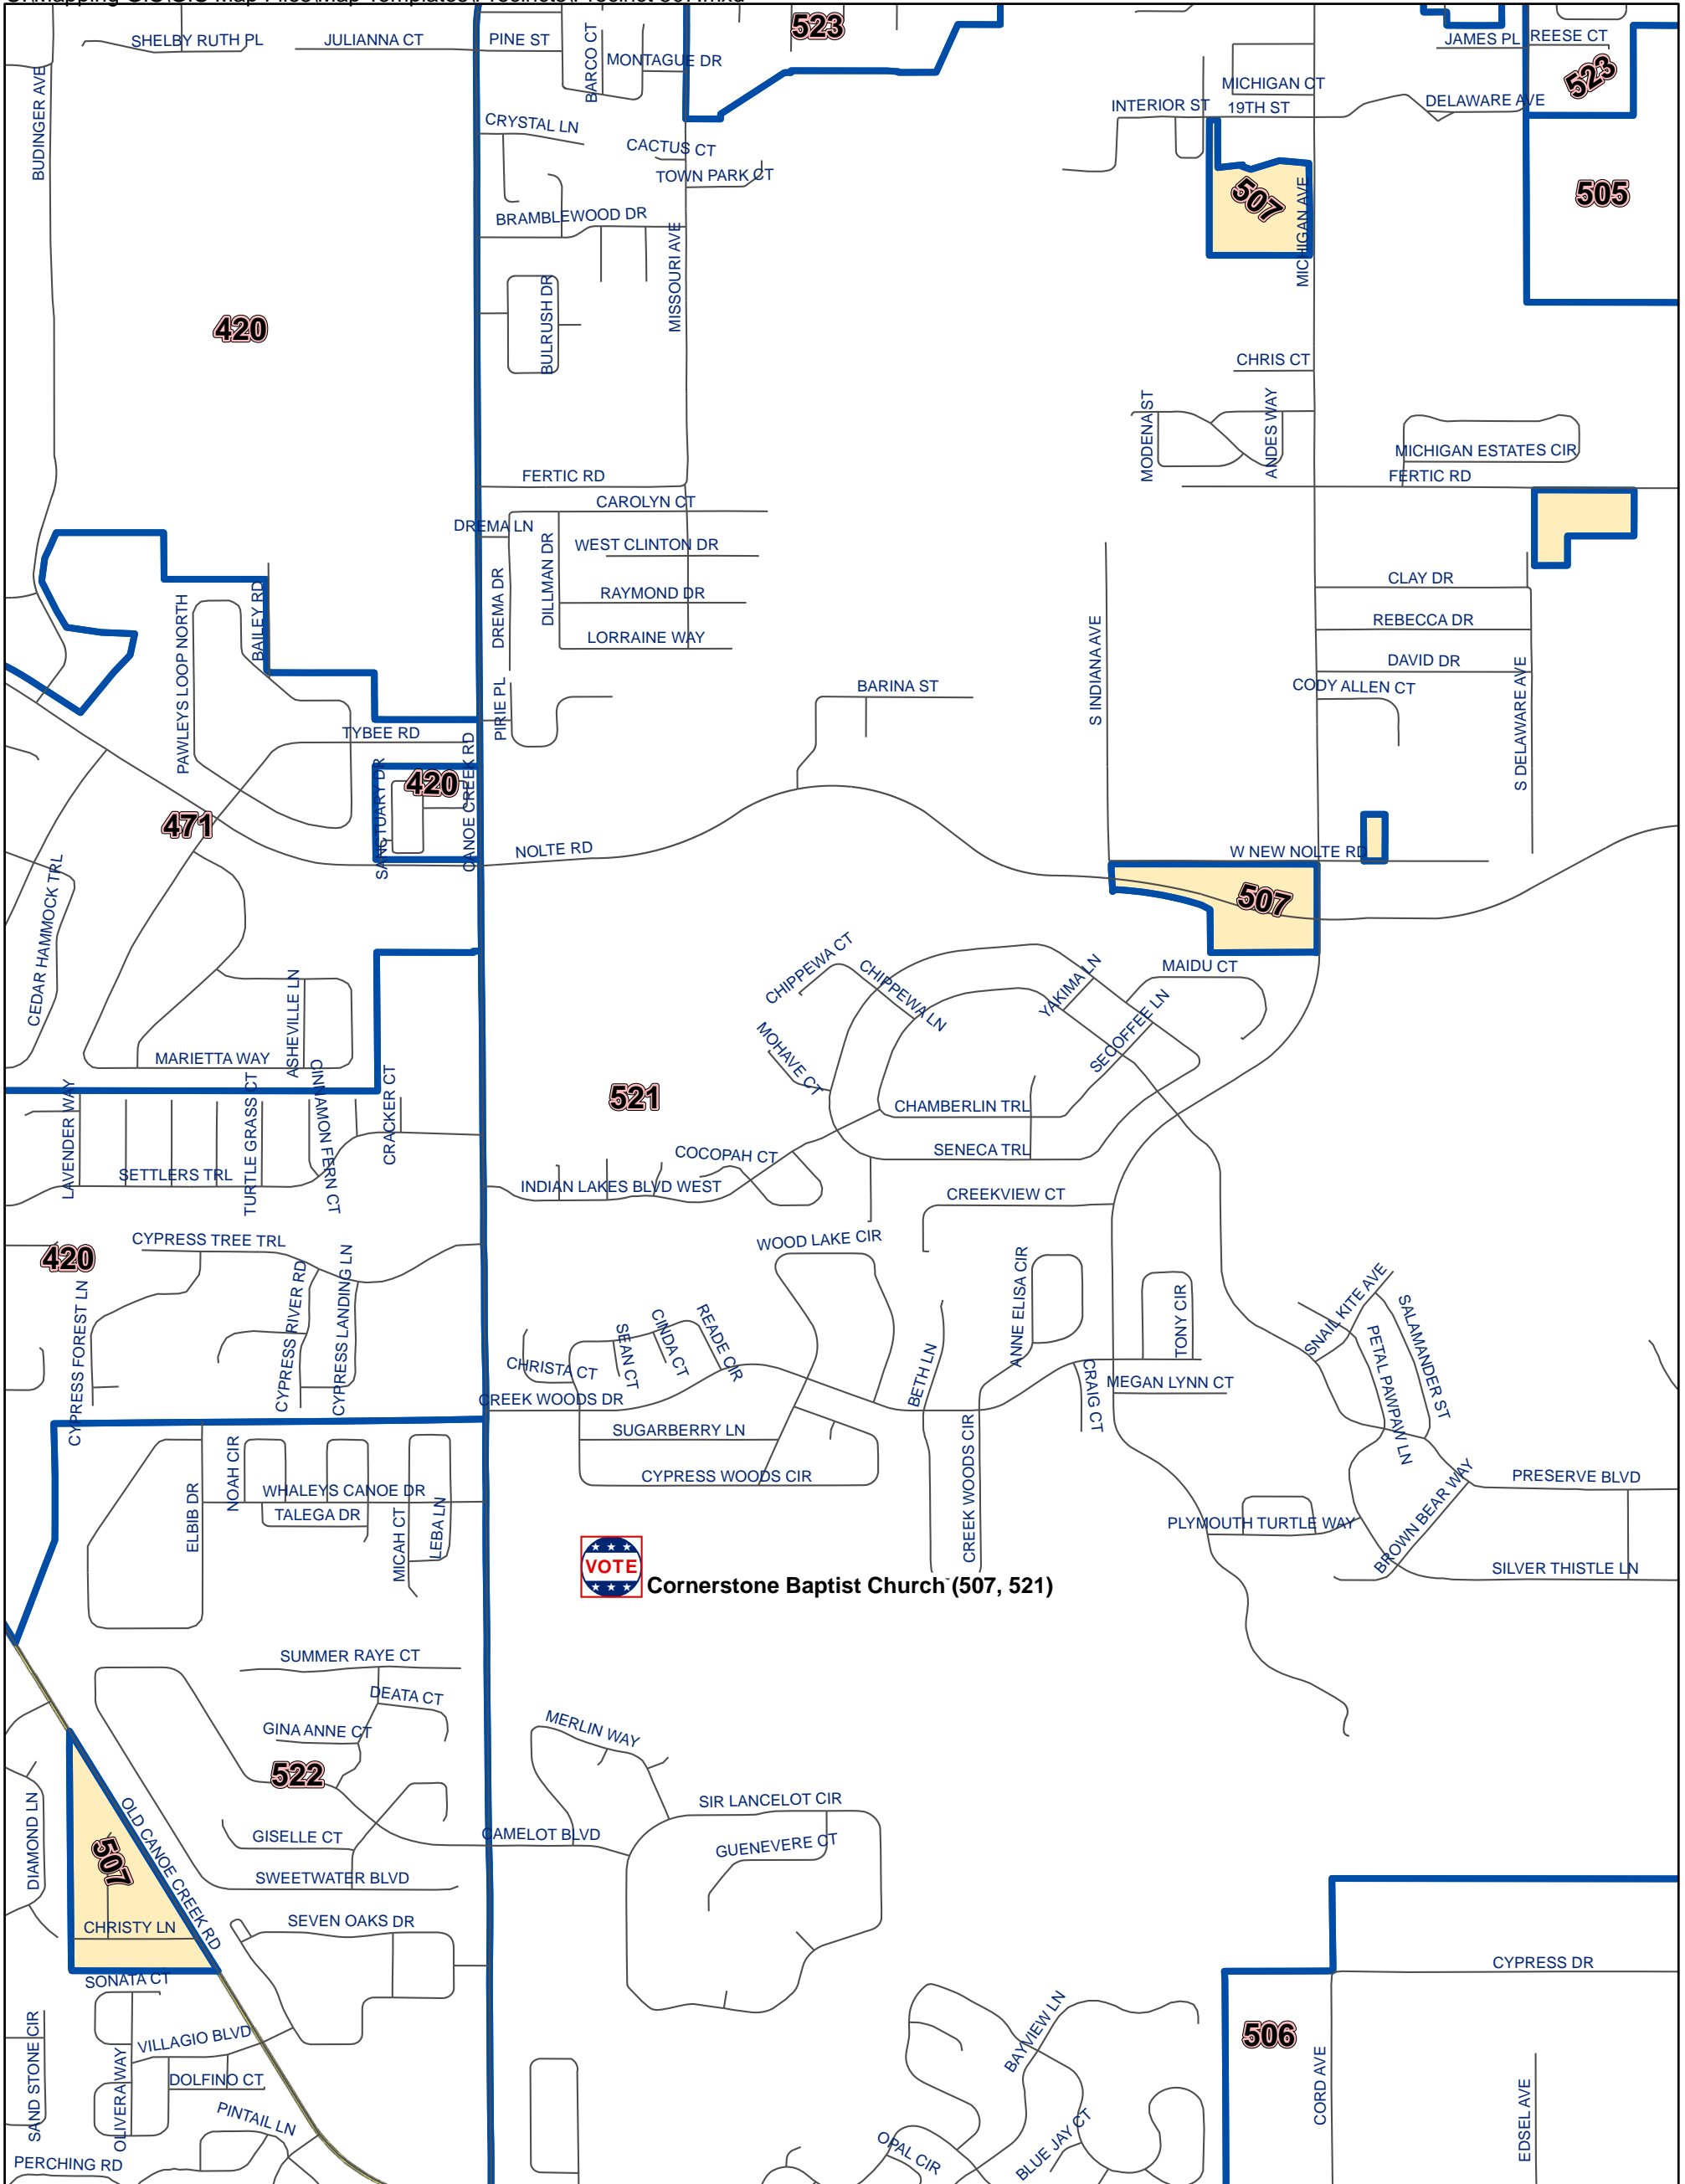 523
SHELBY RUTH PL
JULIANNA CT
PINE ST
BARCO CT
MONTAGUE DR
JAMES PL
REESE CT
523
BUDINGER AVE
MICHIGAN CT
INTERIOR ST
19TH ST
DELAWARE AVE
CRYSTAL LN
CACTUS CT
TOWN PARK CT
507
505
MICHIGAN AVE
BRAMBLEWOOD DR
MISSOURI AVE
BULRUSH DR
420
CHRIS CT
MODENA ST
ANDES WAY
MICHIGAN ESTATES CIR
FERTIC RD
FERTIC RD
CAROLYN CT
DREMA LN
WEST CLINTON DR
DILLMAN DR
DREMA DR
RAYMOND DR
LORRAINE WAY
CLAY DR
REBECCA DR
DAVID DR
CODY ALLEN CT
S INDIANA AVE
S DELAWARE AVE
BAILEY RD
PAWLEYS LOOP NORTH
PIRIE PL
BARINA ST
TYBEE RD
SANCTUARY DR
420
CANOE CREEK RD
471
NOLTE RD
W NEW NOLTE RD
507
CEDAR HAMMOCK TRL
CHIPPEWA CT
CHIPPEWA LN
YAKIMA LN
MAIDU CT
SECOFFEE LN
MOHAVE CT
ASHEVILLE LN
MARIETTA WAY
521
CHAMBERLIN TRL
SENECA TRL
LAVENDER WAY
TURTLE GRASS CT
CINNAMON FERN CT
CRACKER CT
SETTLERS TRL
COCOPAH CT
INDIAN LAKES BLVD WEST
CREEKVIEW CT
420
CYPRESS TREE TRL
WOOD LAKE CIR
CYPRESS FOREST LN
CYPRESS RIVER RD
CYPRESS LANDING LN
ANNE ELISA CIR
TONY CIR
SNAIL KITE AVE
SALAMANDER ST
PETAL PAWPAW LN
CHRISTA CT
SEAN CT
CINDA CT
READE CIR
BETH LN
CRAIG CT
MEGAN LYNN CT
CREEK WOODS DR
SUGARBERRY LN
CYPRESS WOODS CIR
CREEK WOODS CIR
NOAH CIR
ELBIB DR
WHALEYS CANOE DR
TALEGA DR
MICAH CT
LEBA LN
PRESERVE BLVD
PLYMOUTH TURTLE WAY
BROWN BEAR WAY
SILVER THISTLE LN
VOTE
Cornerstone Baptist Church (507, 521)
SUMMER RAYE CT
DEATA CT
GINA ANNE CT
MERLIN WAY
522
SIR LANCELOT CIR
DIAMOND LN
OLD CANOE CREEK RD
507
GISELLE CT
CAMELOT BLVD
GUENEVERE CT
SWEETWATER BLVD
SEVEN OAKS DR
CHRISTY LN
SONATA CT
CYPRESS DR
506
SAND STONE CIR
VILLAGIO BLVD
OLIVERA WAY
DOLFINO CT
PINTAIL LN
PERCHING RD
BAYVIEW LN
OPAL CIR
BLUE JAY CT
CORD AVE
EDSEL AVE